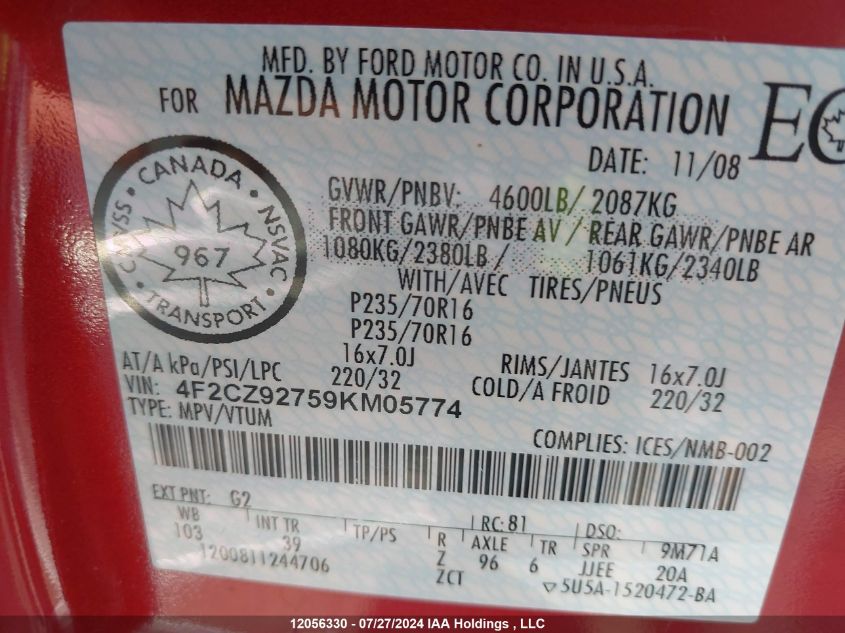 MFD. BY FORD MOTOR CO. IN U.S.A.
FOR MAZDA MOTOR CORPORATION
DATE: 11/08
CANADA
CMVSS NSVAC
967
TRANSPORT
GVWR/PNBV: 4600LB/ 2087KG
FRONT GAWR/PNBE AV / REAR GAWR/PNBE AR
1080KG/2380LB / 1061KG/2340LB
WITH/AVEC TIRES/PNEUS
P235/70R16
P235/70R16
16x7.0J RIMS/JANTES 16x7.0J
AT/A kPa/PSI/LPC 220/32 COLD/A FROID 220/32
VIN: 4F2CZ92759KM05774
TYPE: MPV/VTUM
COMPLIES: ICES/NMB-002
EXT PNT: G2 RC: 81 DSO:
WB INT TR TP/PS R AXLE TR SPR 9M71A
103 39 Z 96 6 JJEE 20A
1200811244706 ZCT 5U5A-1520472-BA
12056330 - 07/27/2024 IAA Holdings , LLC